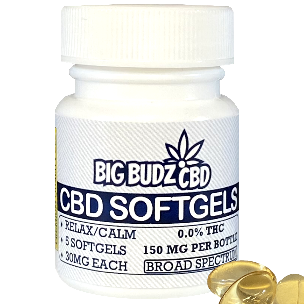 BIG BUDZ CBD
CBD SOFTGELS
• RELAX/CALM
• 5 SOFTGELS
• 30MG EACH
0.0% THC
150 MG PER BOTTLE
BROAD SPECTRUM